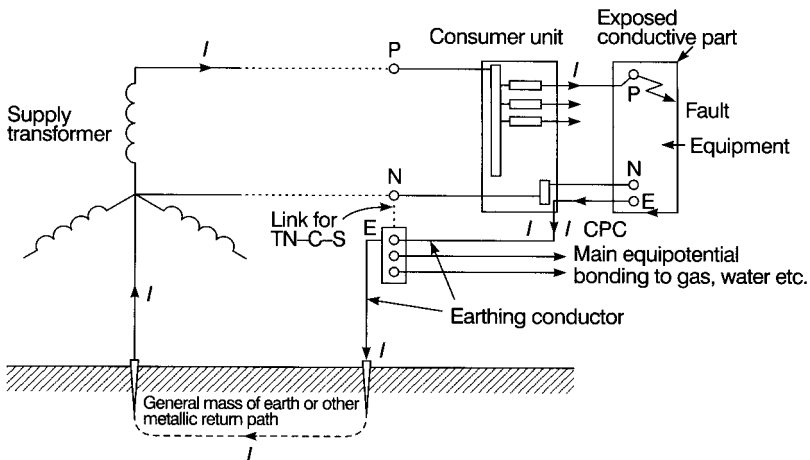 Exposed
conductive part
Consumer unit
I
P
I
P
Fault
Supply
transformer
Equipment
N
N
E
Link for
TN–C–S
E
I
I
CPC
Main equipotential
bonding to gas, water etc.
I
Earthing conductor
I
General mass of earth or other
metallic return path
I